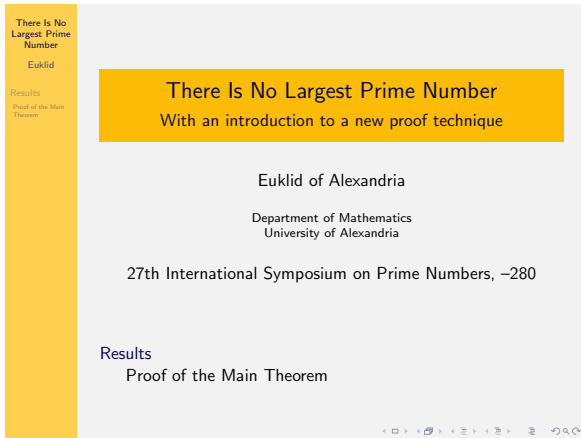 There Is No
Largest Prime
Number
Euklid
Results
Proof of the Main
Theorem
There Is No Largest Prime Number
With an introduction to a new proof technique
Euklid of Alexandria
Department of Mathematics
University of Alexandria
27th International Symposium on Prime Numbers, –280
Results
Proof of the Main Theorem